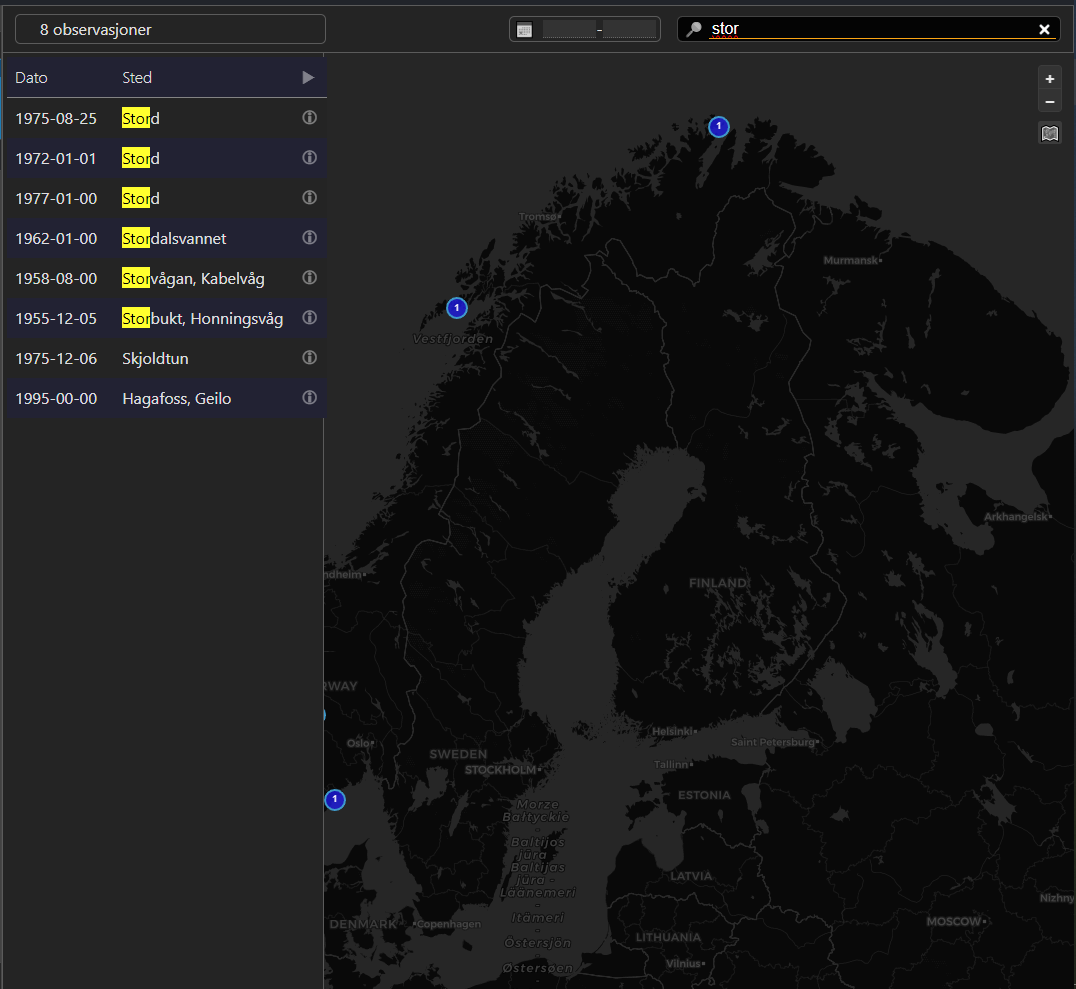 8 observasjoner
-
stor
Dato Sted
1975-08-25 Stord
1972-01-01 Stord
1977-01-00 Stord
1962-01-00 Stordalsvannet
1958-08-00 Storvågan, Kabelvåg
1955-12-05 Storbukt, Honningsvåg
1975-12-06 Skjoldtun
1995-00-00 Hagafoss, Geilo
+
−
1
Tromsø
Murmansk
1
Vestfjorden
Arkhangelsk
ndheim
FINLAND
RWAY
Helsinki
Oslo
Saint Petersburg
SWEDEN
STOCKHOLM
Tallinn
1
ESTONIA
Morze
Bałtyckie
-
Baltijos
jūra -
Baltijas
jūra -
Läänemeri
-
Itämeri
-
Östersjön
-
Østersøen
LATVIA
Nizhny
DENMARK
Copenhagen
MOSCOW
LITHUANIA
Vilnius